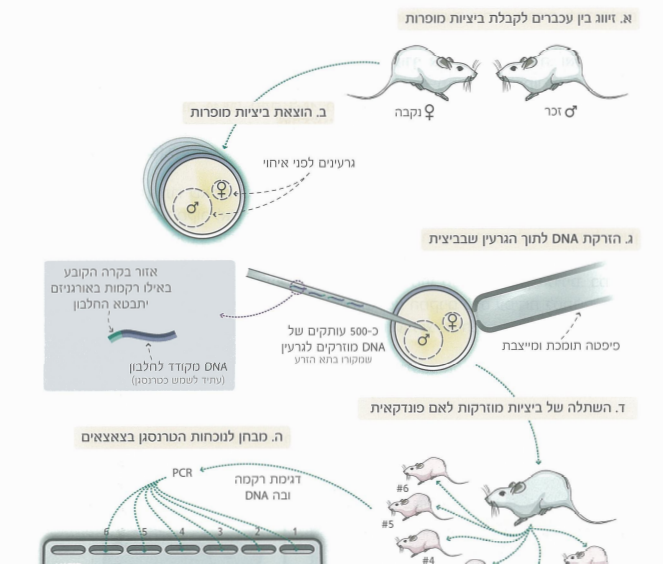 א. זיווג בין עכברים לקבלת ביציות מופרות
♂ זכר
♀ נקבה
ב. הוצאת ביציות מופרות
גרעינים לפני איחוי
♀
♂
ג. הזרקת DNA לתוך הגרעין שבביצית
אזור בקרה הקובע
באילו רקמות באורגניזם
יתבטא החלבון
DNA מקודד לחלבון
(עתיד לשמש כטרנסגן)
כ-500 עותקים של
DNA מוזרקים לגרעין
שמקורו בתא הזרע
♀
♂
פיפטה תומכת ומייצבת
ד. השתלה של ביציות מוזרקות לאם פונדקאית
ה. מבחן לנוכחות הטרנסגן בצאצאים
PCR
דגימת רקמה
ובה DNA
#6
#5
#4
6 5 4 3 2 1